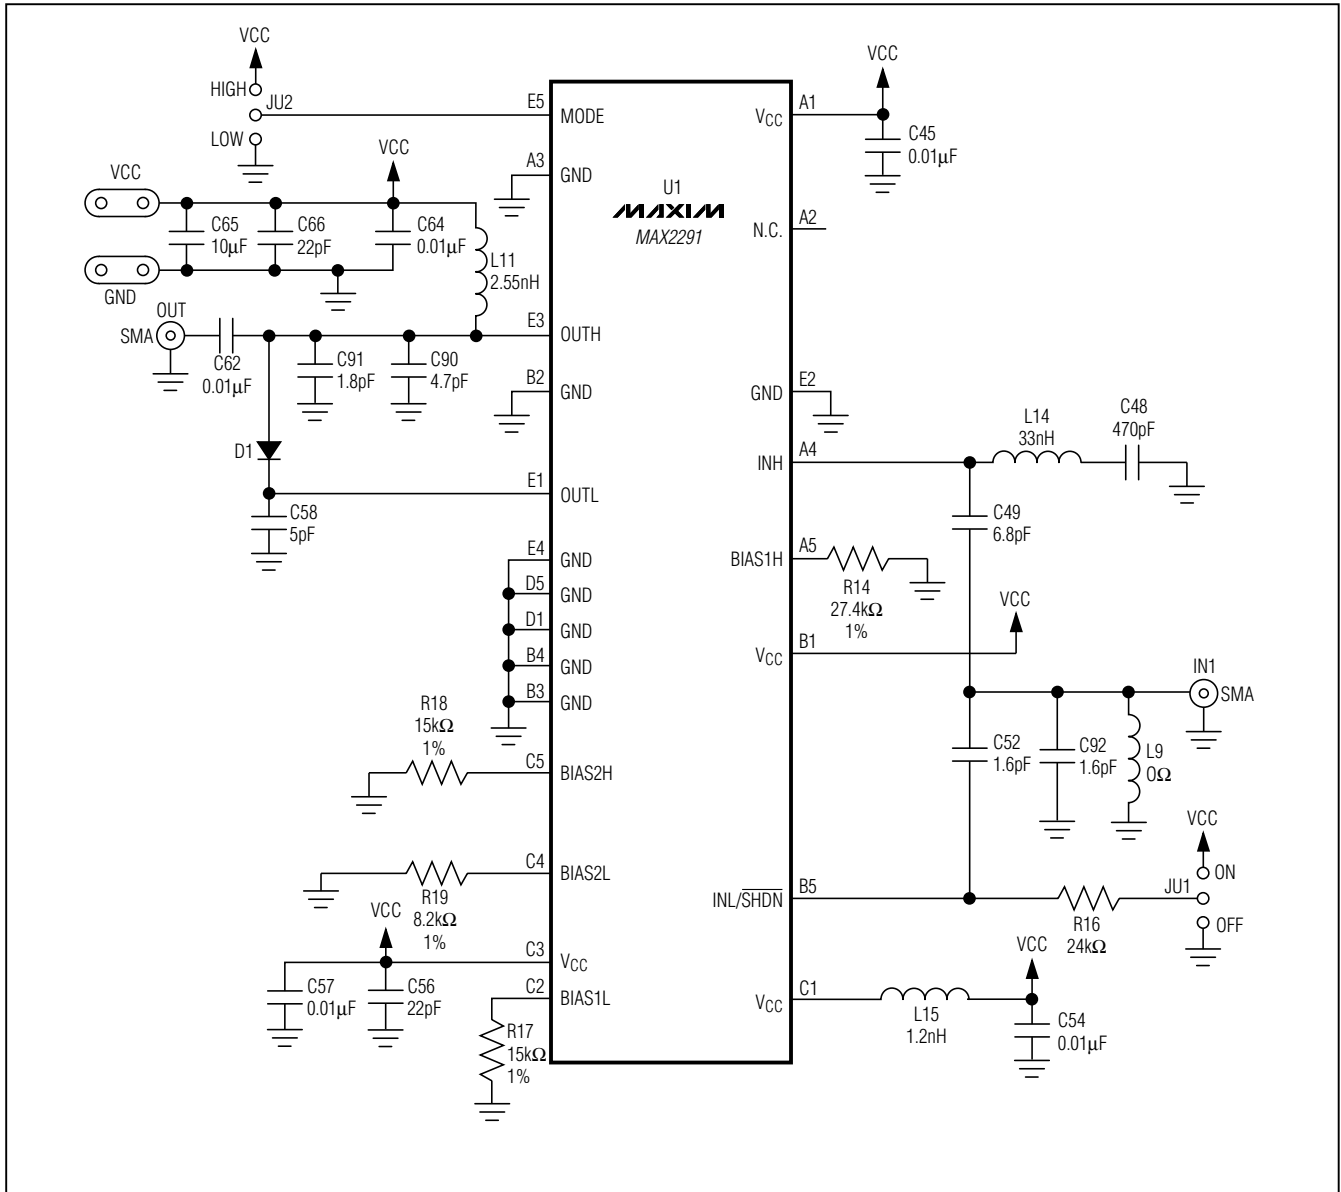 VCC
HIGH
JU2
LOW
VCC
VCC
C65
10μF
C66
22pF
C64
0.01μF
L11
2.55nH
GND
OUT
SMA
C62
0.01μF
C91
1.8pF
C90
4.7pF
D1
C58
5pF
R18
15kΩ
1%
R19
8.2kΩ
1%
VCC
C57
0.01μF
C56
22pF
R17
15kΩ
1%
E5
MODE
A3
GND
E3
OUTH
B2
GND
E1
OUTL
E4
GND
D5
GND
D1
GND
B4
GND
B3
GND
C5
BIAS2H
C4
BIAS2L
C3
VCC
C2
BIAS1L
U1
MAXIM
MAX2291
VCC
A1
N.C.
A2
GND
E2
INH
A4
BIAS1H
A5
VCC
B1
INL/SHDN
B5
VCC
C1
VCC
C45
0.01μF
L14
33nH
C48
470pF
C49
6.8pF
R14
27.4kΩ
1%
VCC
IN1
SMA
C52
1.6pF
C92
1.6pF
L9
0Ω
VCC
ON
JU1
OFF
R16
24kΩ
VCC
L15
1.2nH
C54
0.01μF